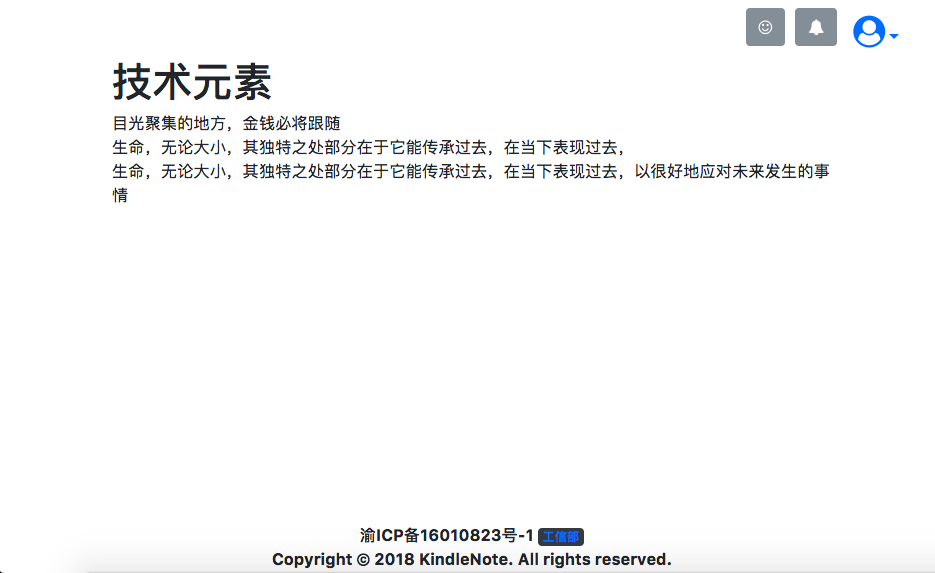 技术元素
目光聚集的地方，金钱必将跟随
生命，无论大小，其独特之处部分在于它能传承过去，在当下表现过去，
生命，无论大小，其独特之处部分在于它能传承过去，在当下表现过去，以很好地应对未来发生的事
情
渝ICP备16010823号-1 工信部
Copyright © 2018 KindleNote. All rights reserved.